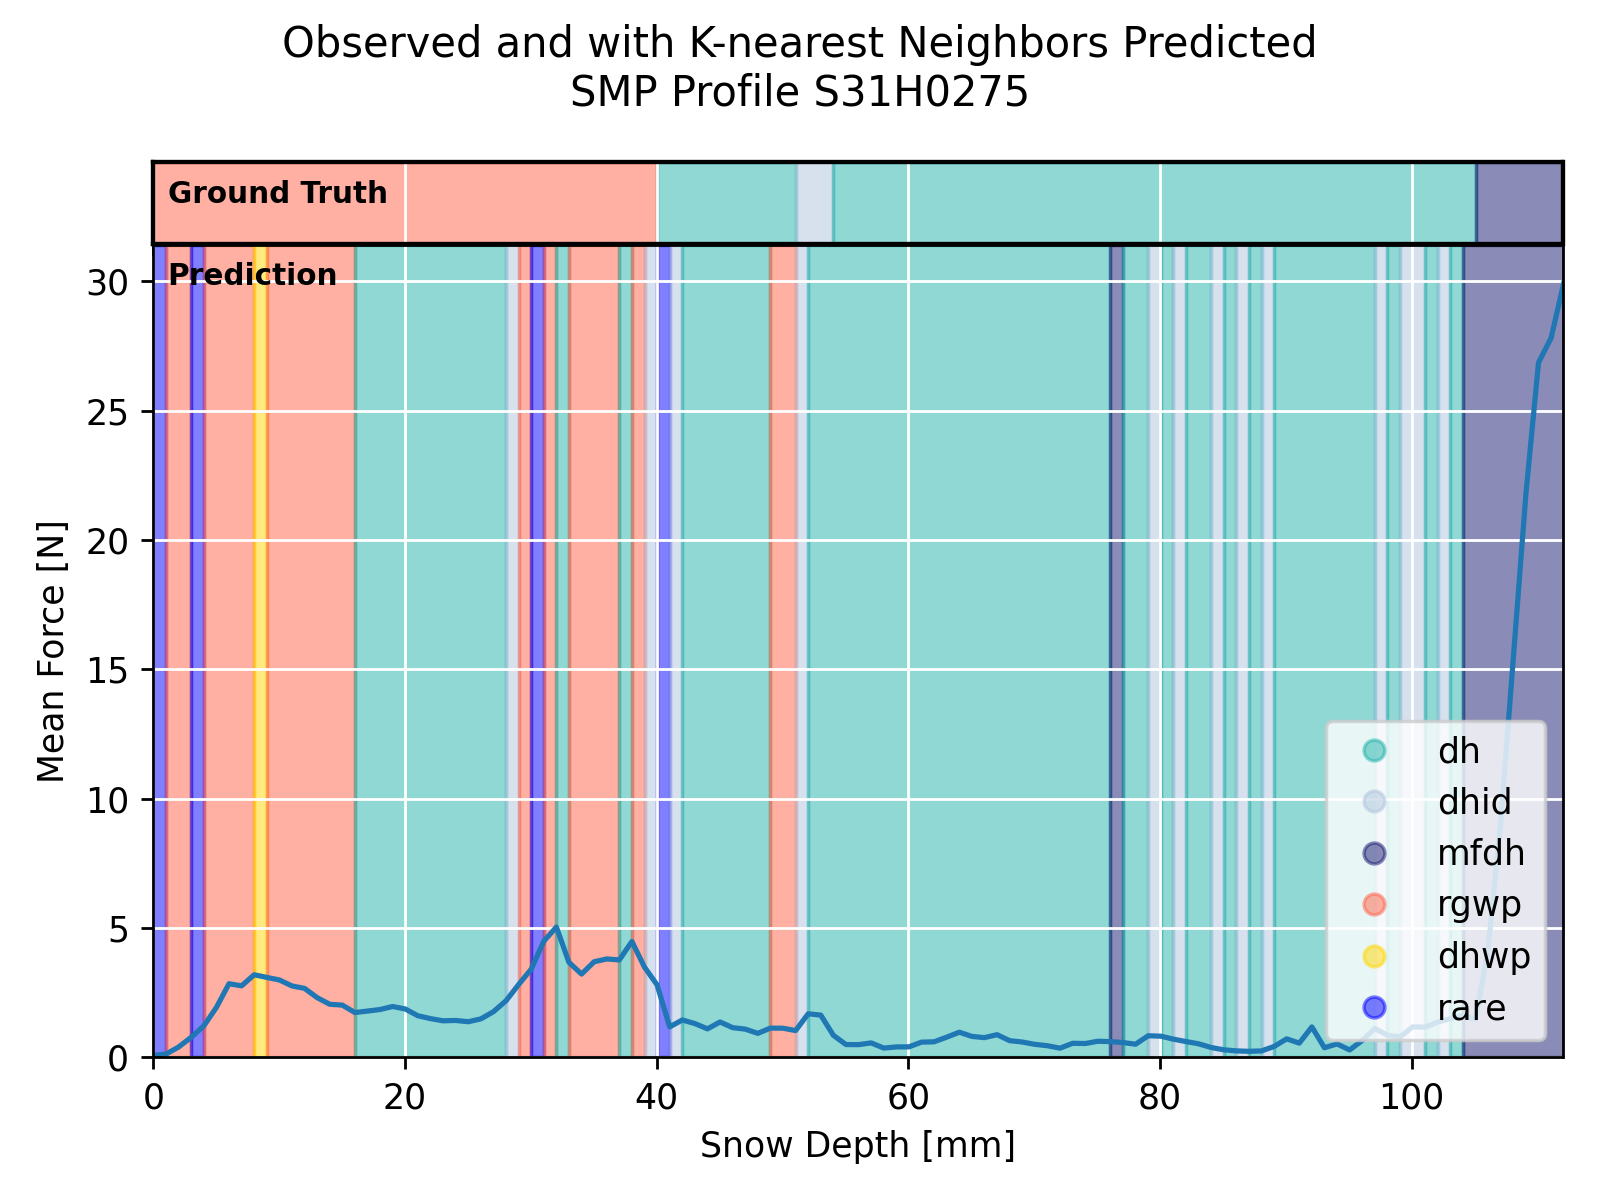 Observed and with K-nearest Neighbors Predicted
SMP Profile S31H0275
Ground Truth
Prediction
30
25
20
15
10
5
0
Mean Force [N]
dh
dhid
mfdh
rgwp
dhwp
rare
0 20 40 60 80 100
Snow Depth [mm]